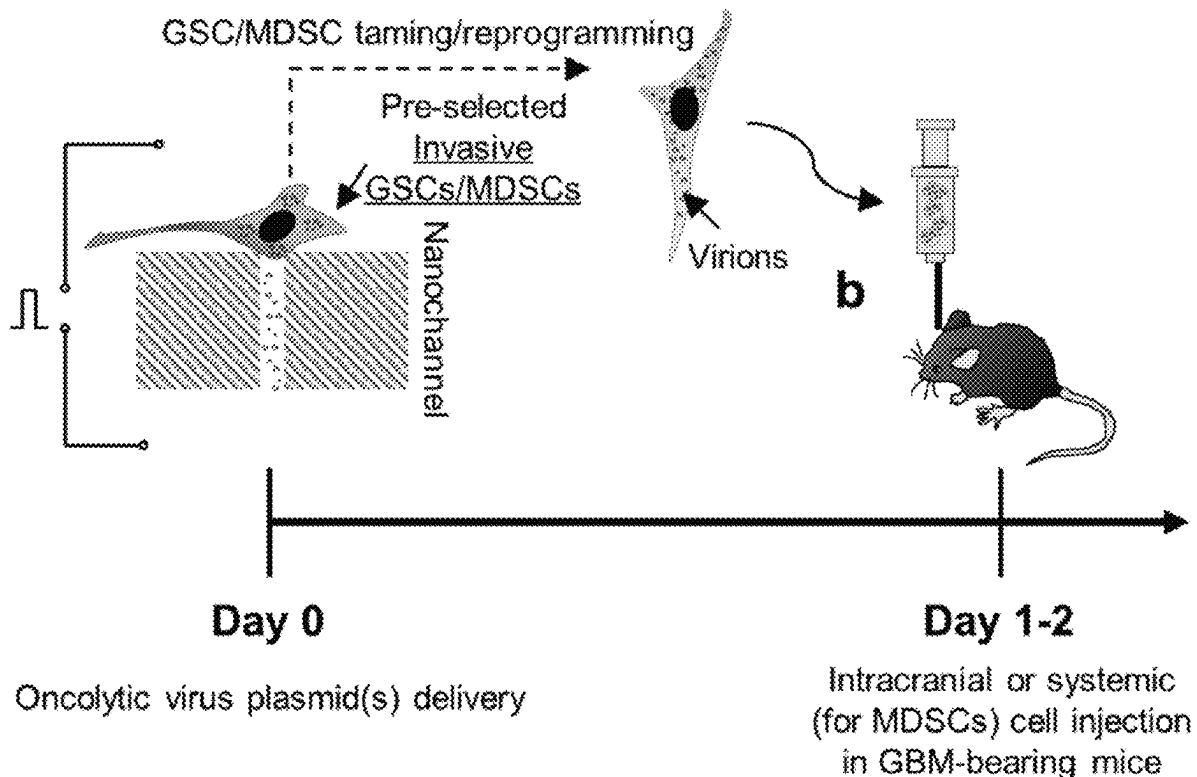 GSC/MDSC taming/reprogramming
Pre-selected
Invasive
GSCs/MDSCs
Nanochannel
Virions
b
Day 0
Oncolytic virus plasmid(s) delivery
Day 1-2
Intracranial or systemic
(for MDSCs) cell injection
in GBM-bearing mice